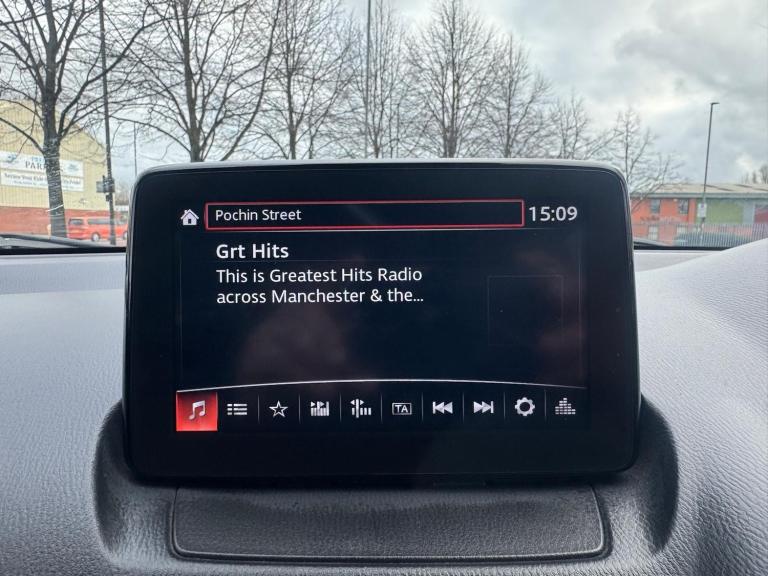 Pochin Street
15:09
Grt Hits
This is Greatest Hits Radio
across Manchester & the...
TA